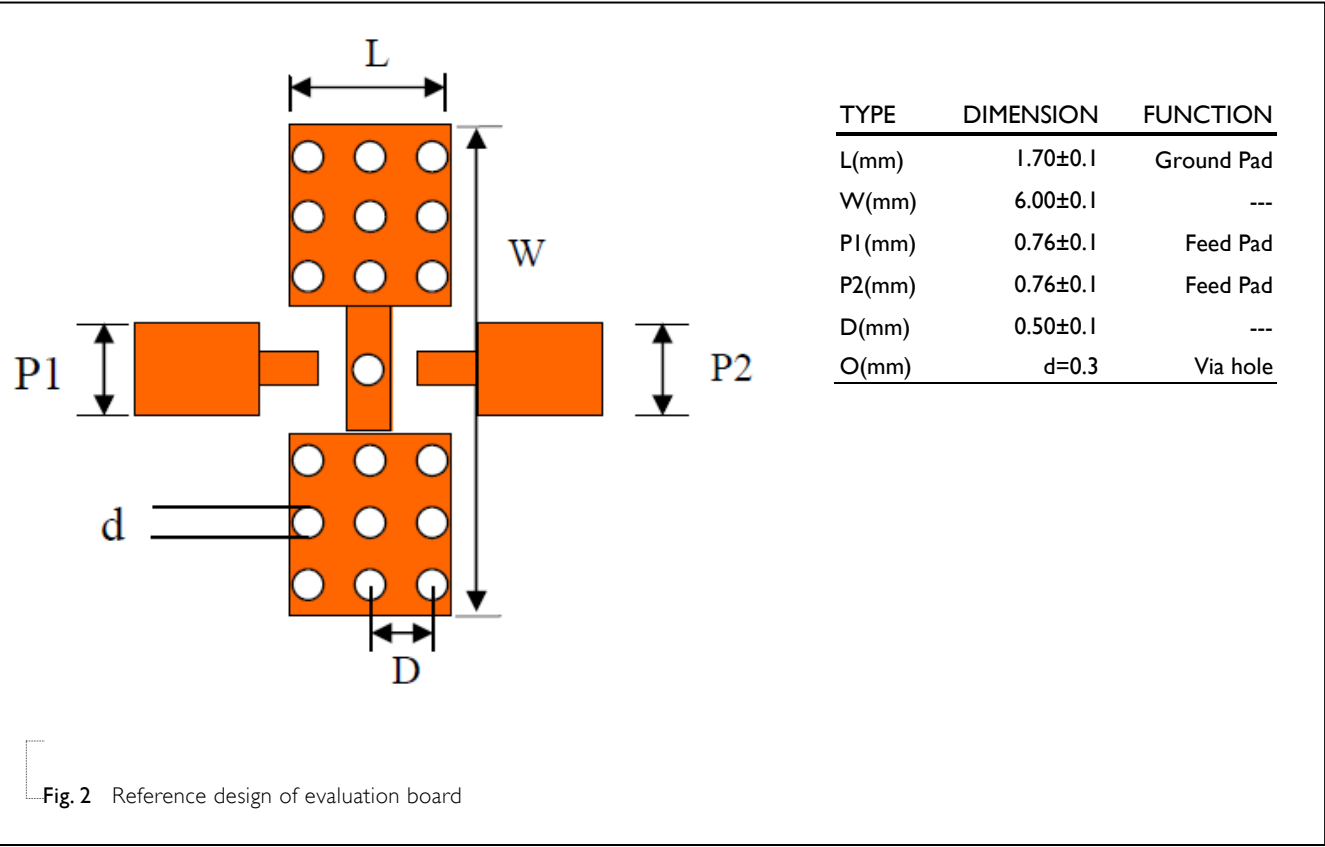 L
W
P1
P2
d
D
TYPE DIMENSION FUNCTION
L(mm) 1.70±0.1 Ground Pad
W(mm) 6.00±0.1 ---
P1(mm) 0.76±0.1 Feed Pad
P2(mm) 0.76±0.1 Feed Pad
D(mm) 0.50±0.1 ---
O(mm) d=0.3 Via hole
Fig. 2 Reference design of evaluation board